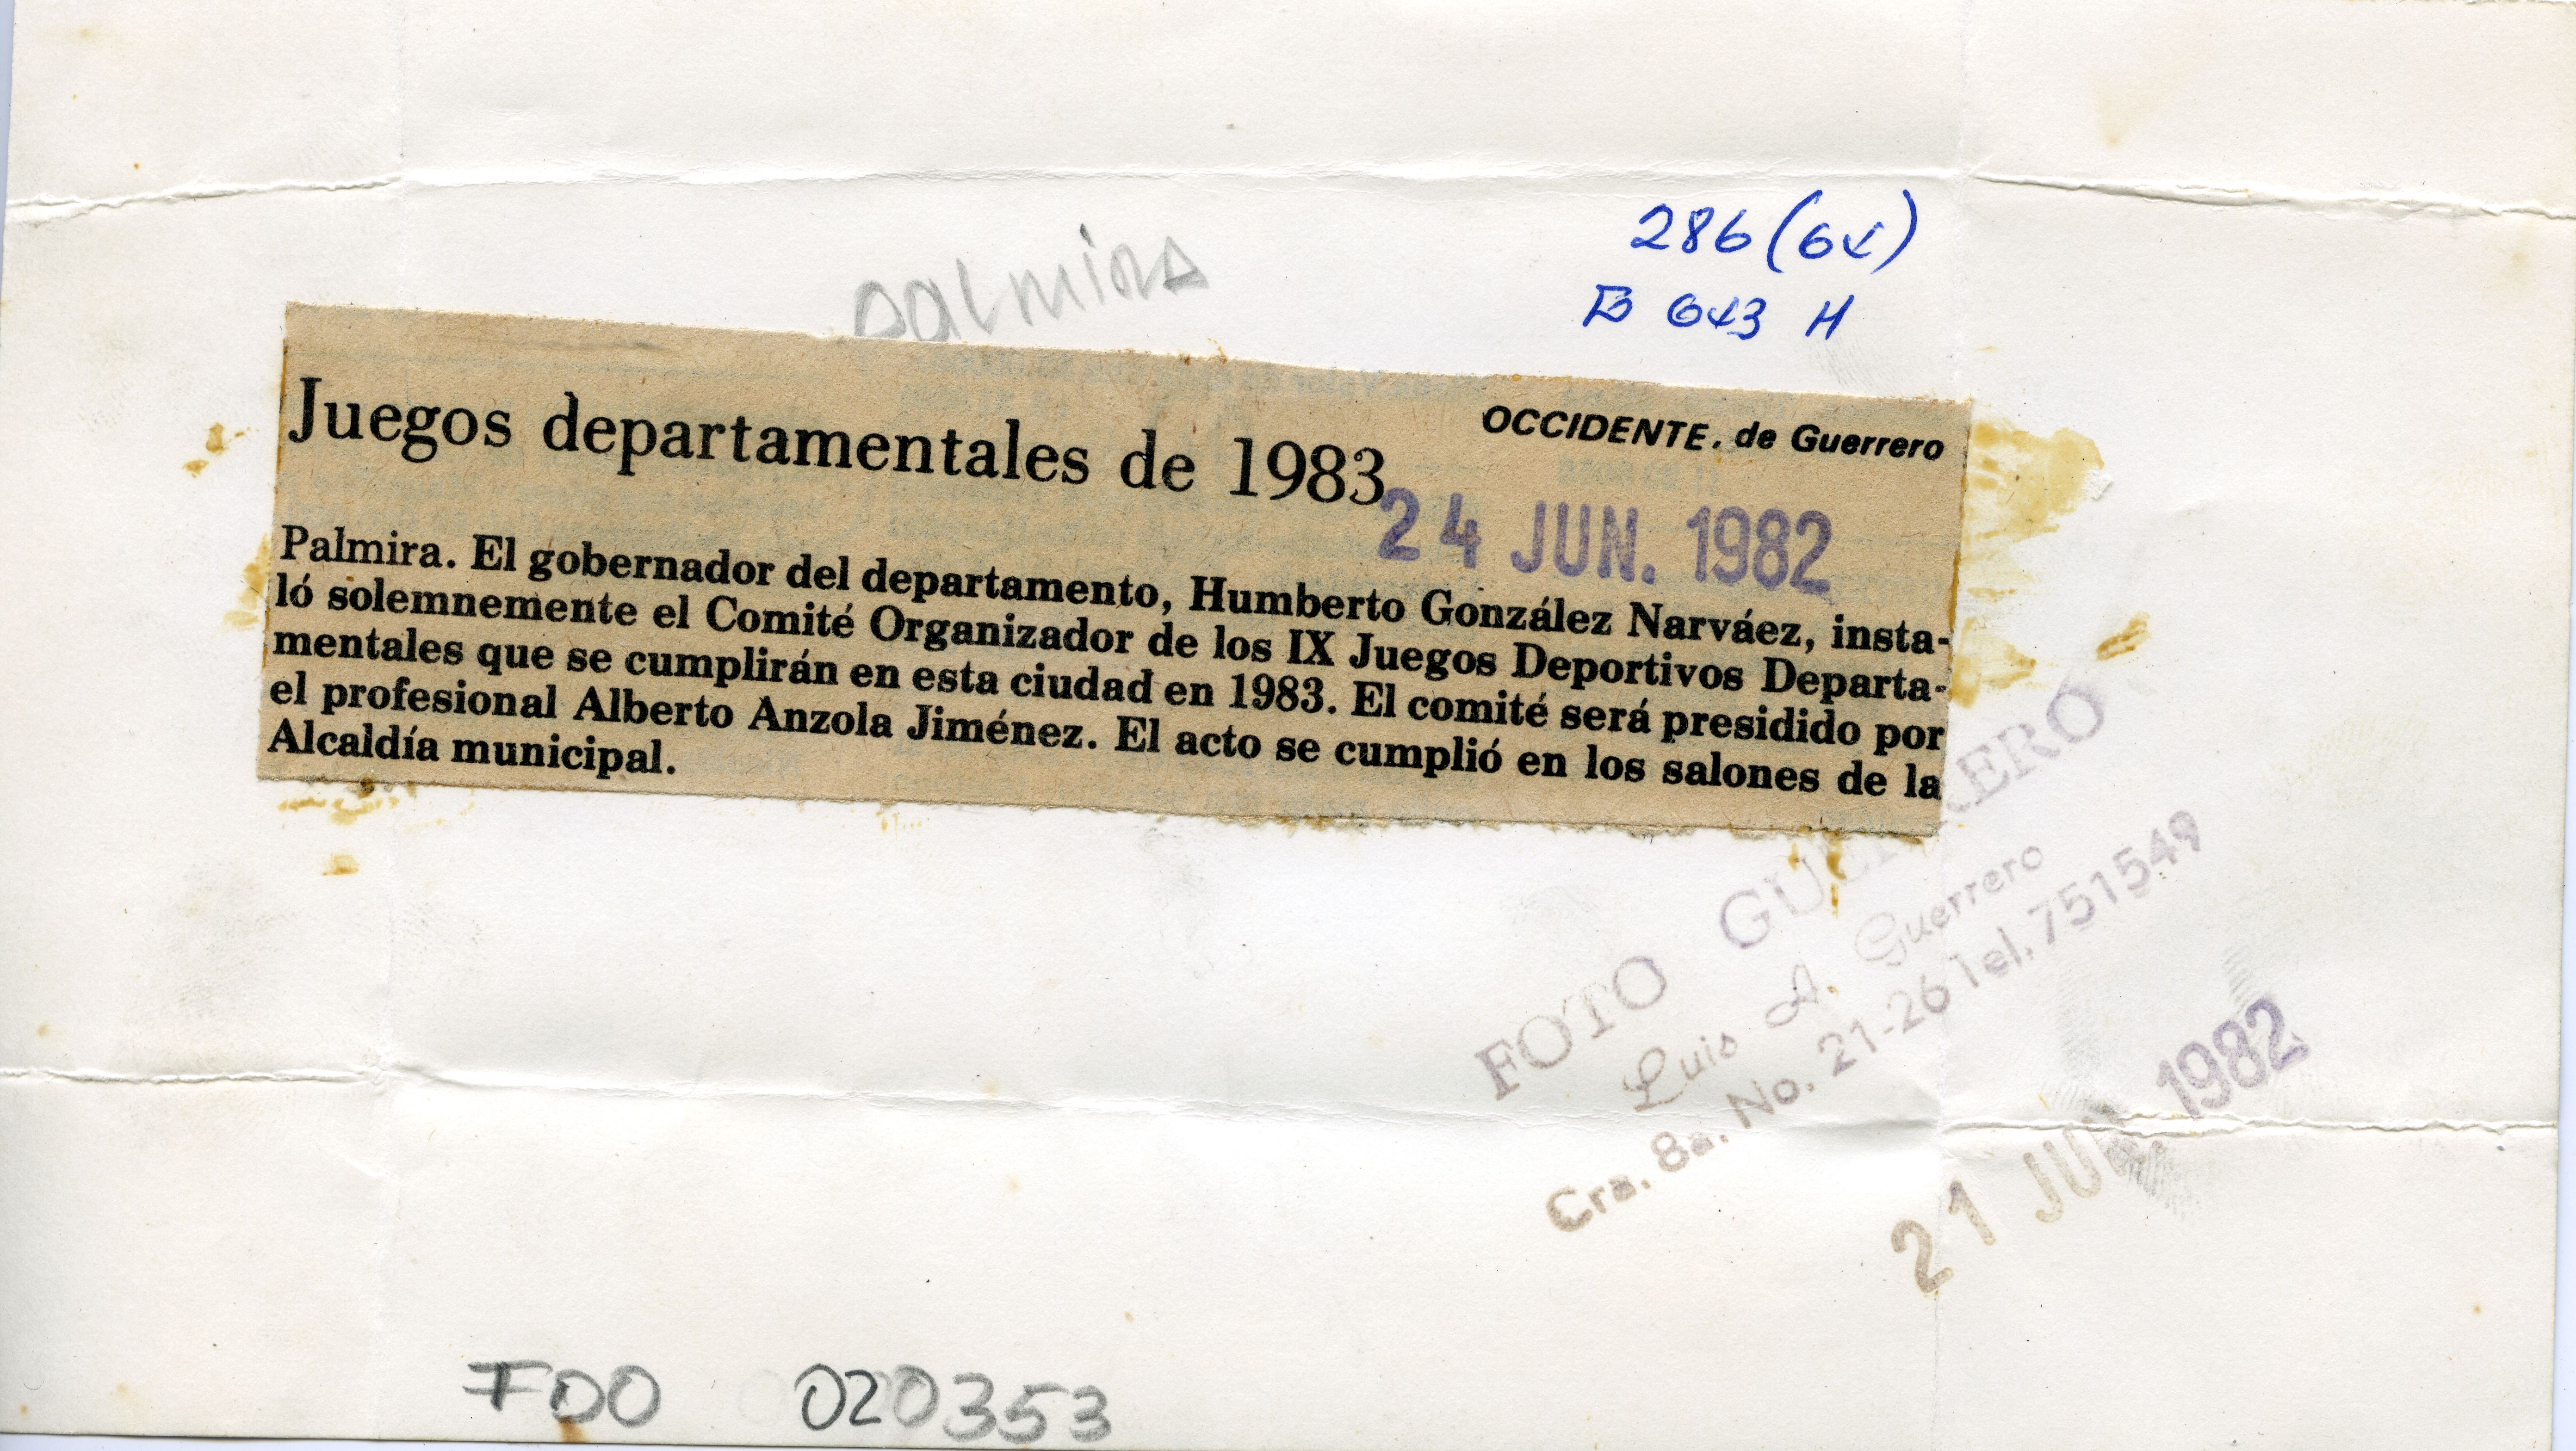 286 (6x)
palmira
Juegos departamentales de 1983
OCCIDENTE. de Guerrero
24 JUN. 1982
Palmira. El gobernador del departamento, Humberto González Narváez, insta-
ló solemnemente el Comité Organizador de los IX Juegos Deportivos Departa-
mentales que se cumplirán en esta ciudad en 1983. El comité será presidido por
el profesional Alberto Anzola Jiménez. El acto se cumplió en los salones de la
Alcaldía municipal.
FOTO GUERRERO
Luis A. Guerrero
Cra. 8a. No. 21-26 Tel. 751549
21 JUN. 1982
FDO 020353